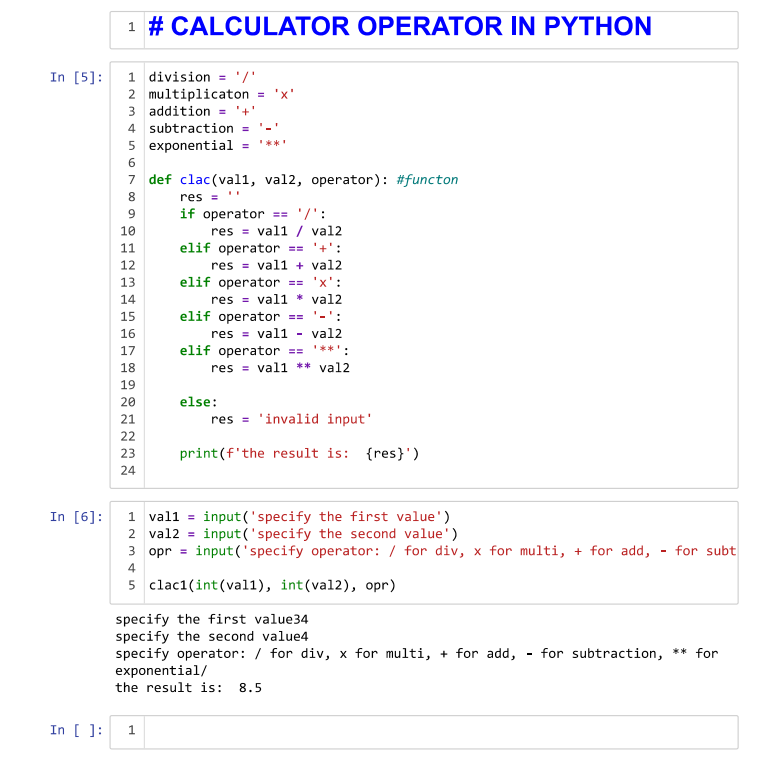 1 # CALCULATOR OPERATOR IN PYTHON
In [5]: 1 division = '/'
2 multiplicaton = 'x'
3 addition = '+'
4 subtraction = '-'
5 exponential = '**'
6
7 def clac(val1, val2, operator): #functon
8     res = ''
9     if operator == '/':
10         res = val1 / val2
11     elif operator == '+':
12         res = val1 + val2
13     elif operator == 'x':
14         res = val1 * val2
15     elif operator == '-':
16         res = val1 - val2
17     elif operator == '**':
18         res = val1 ** val2
19
20     else:
21         res = 'invalid input'
22
23     print(f'the result is:  {res}')
24
In [6]: 1 val1 = input('specify the first value')
2 val2 = input('specify the second value')
3 opr = input('specify operator: / for div, x for multi, + for add, - for subt
4
5 clac1(int(val1), int(val2), opr)
specify the first value34
specify the second value4
specify operator: / for div, x for multi, + for add, - for subtraction, ** for
exponential/
the result is:  8.5
In [ ]: 1